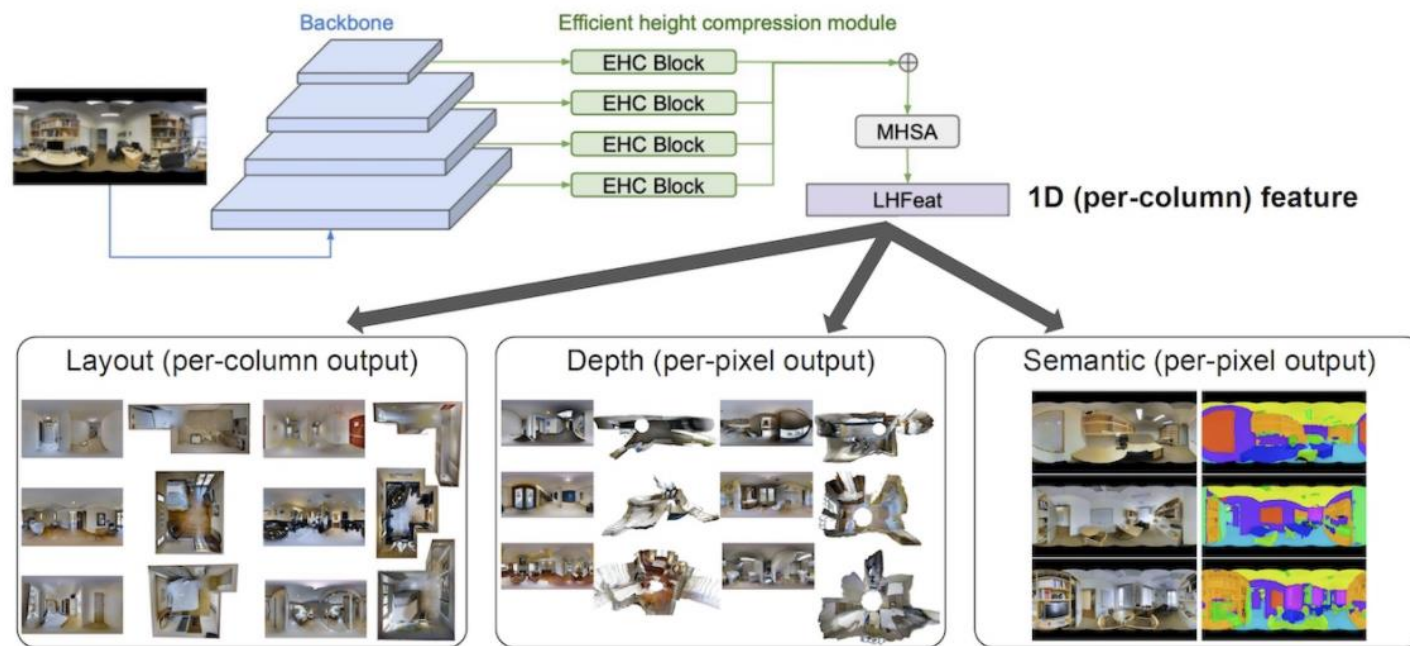 Backbone
Efficient height compression module
EHC Block
EHC Block
EHC Block
EHC Block
MHSA
LHFeat
1D (per-column) feature
Layout (per-column output)
Depth (per-pixel output)
Semantic (per-pixel output)